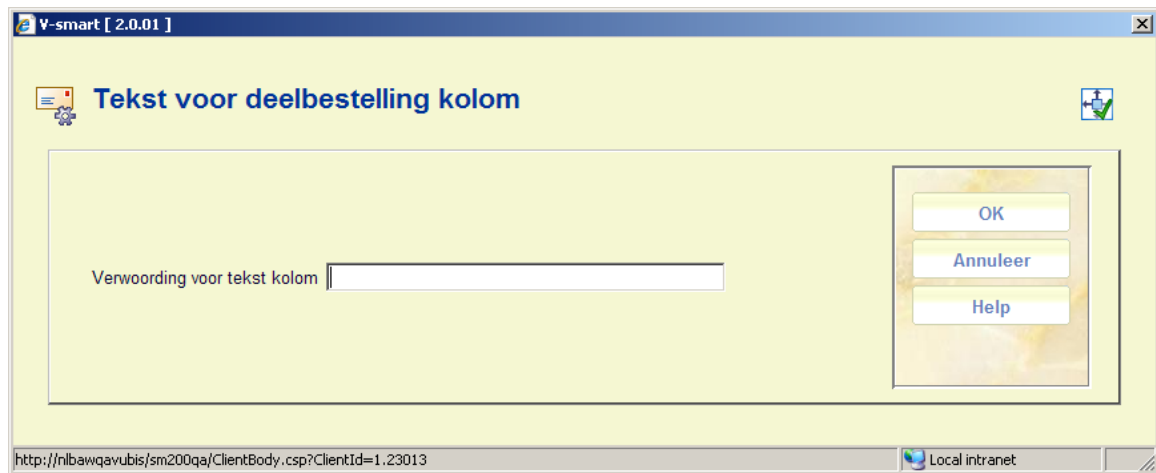 V-smart [ 2.0.01 ]
Tekst voor deelbestelling kolom
OK
Verwoording voor tekst kolom
Annuleer
Help
http://nlbawqavubis/sm200qa/ClientBody.csp?ClientId=1.23013
Local intranet